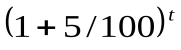 (1 + 5/100)ᵗ